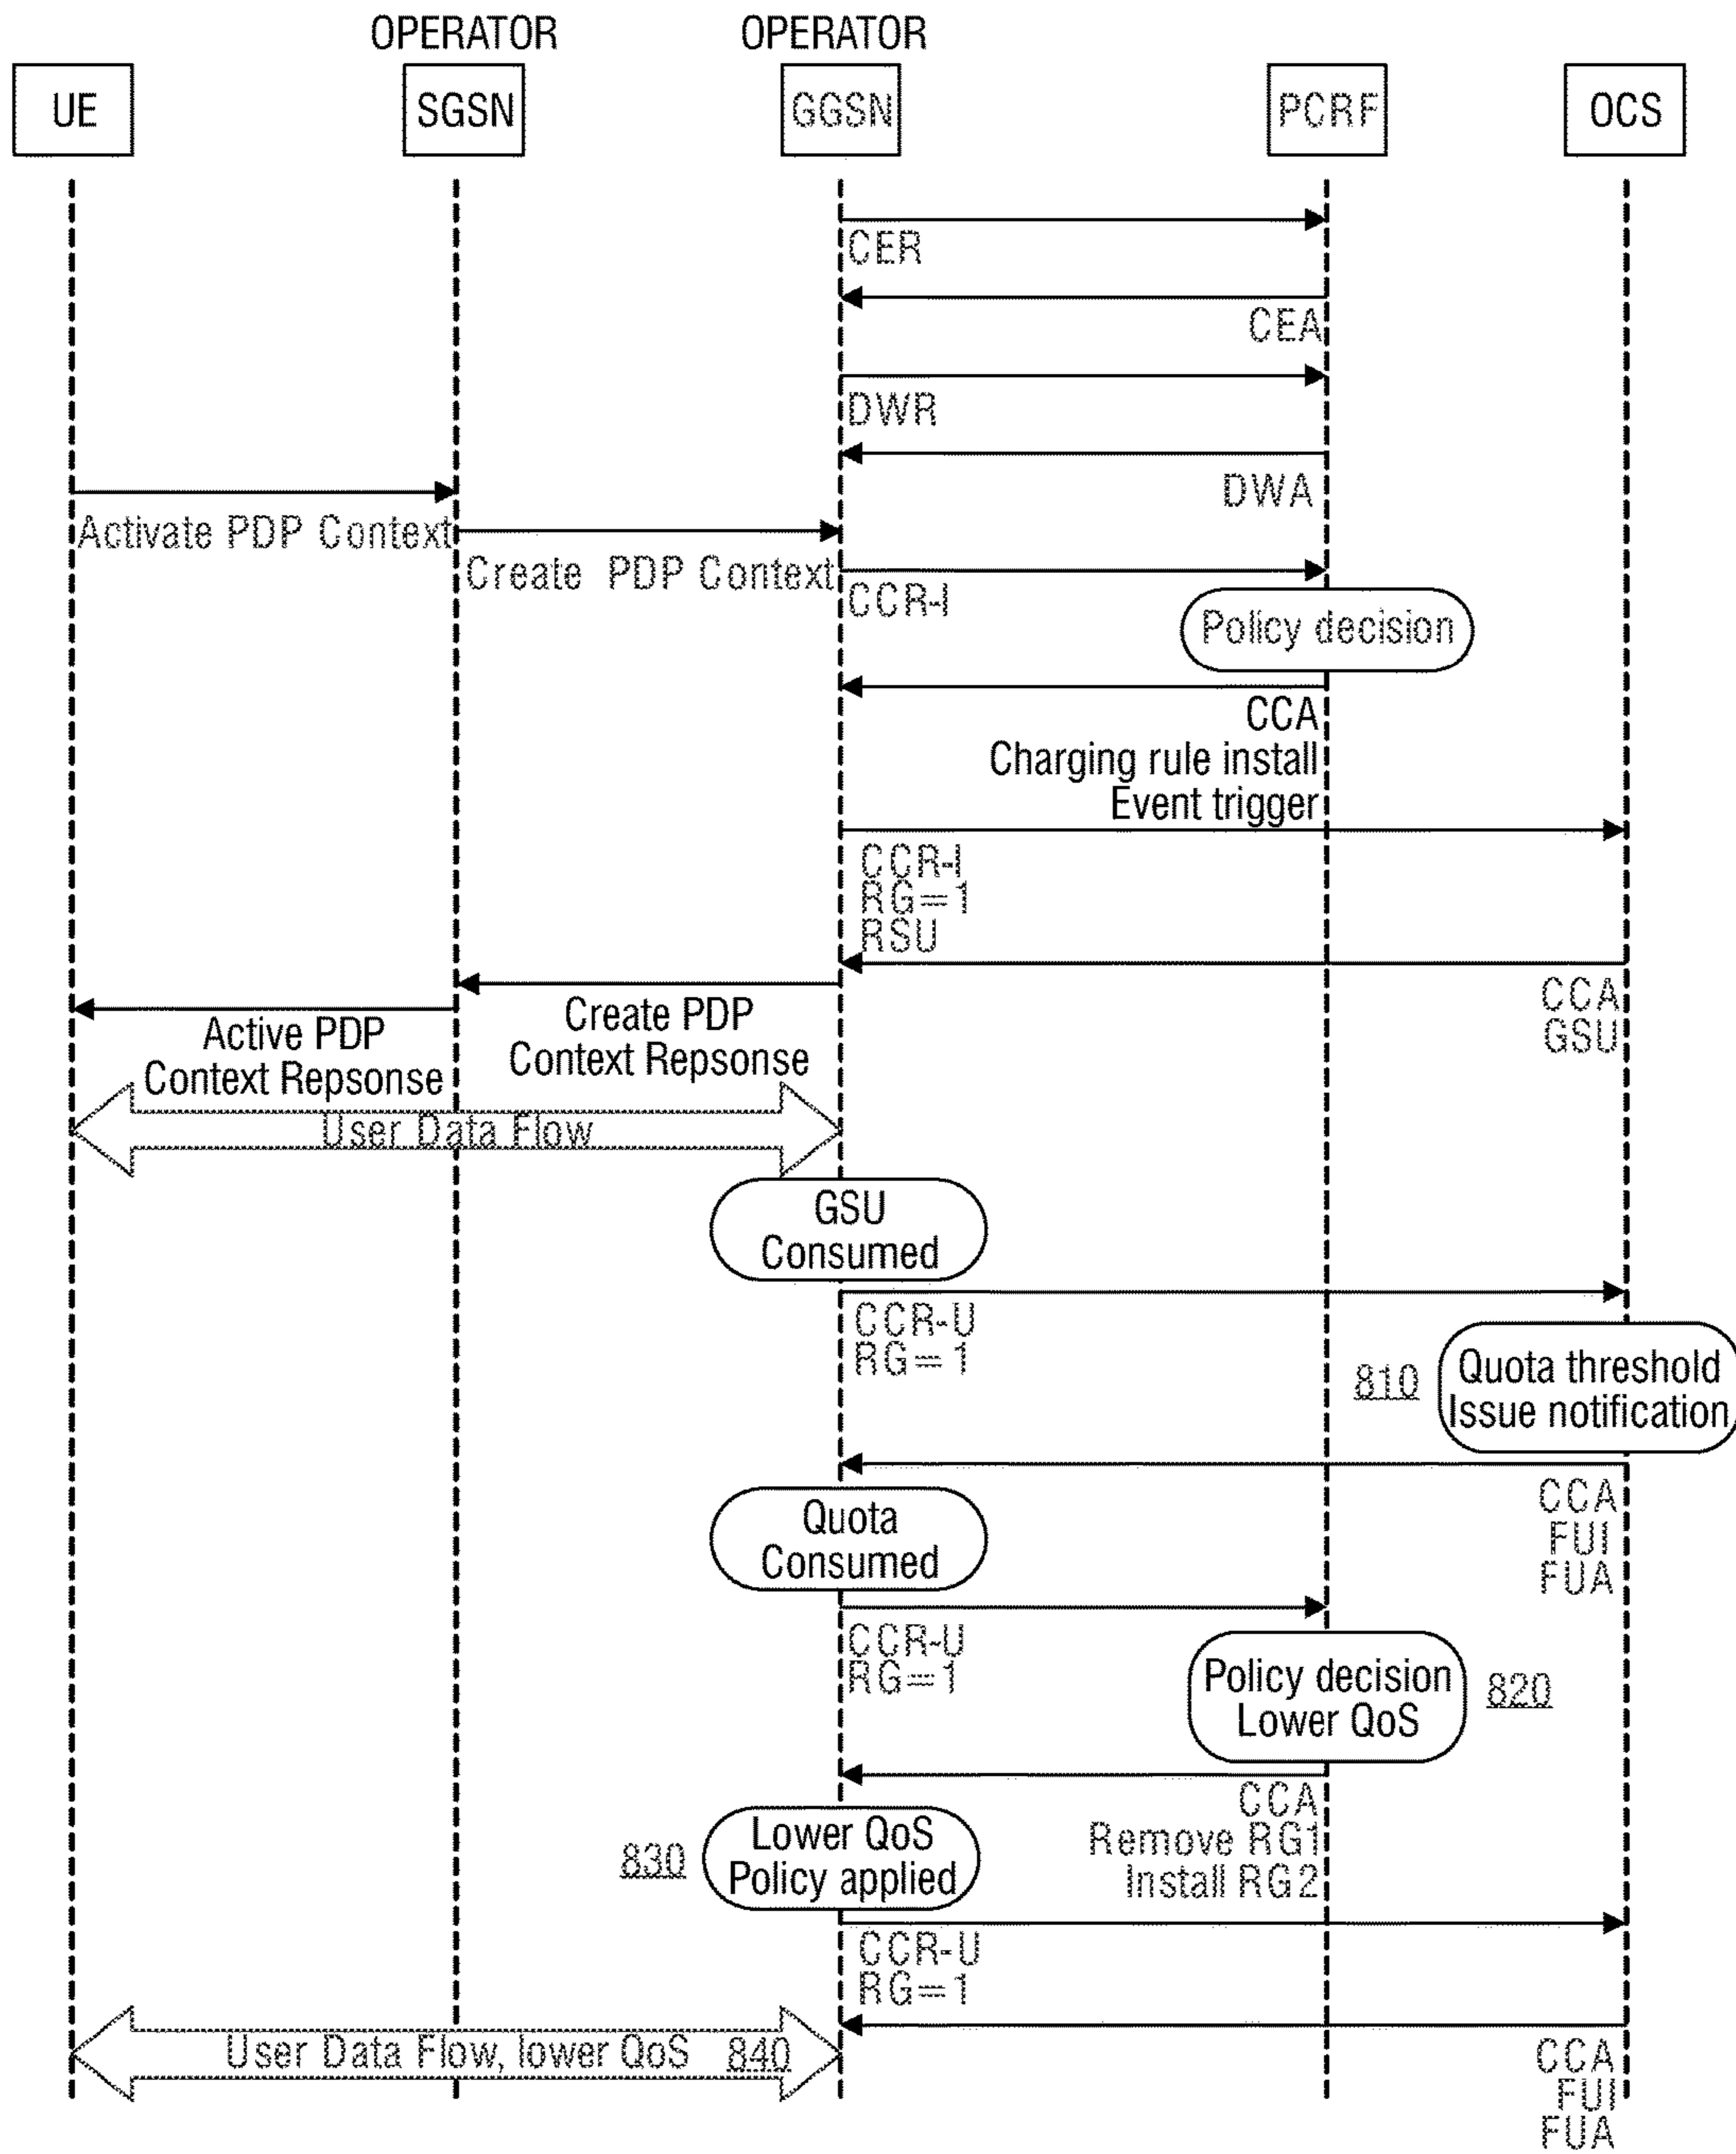 OPERATOR
OPERATOR
UE
SGSN
GGSN
PCRF
OCS
CER
CEA
DWR
DWA
Activate PDP Context
Create PDP Context
CCR-I
Policy decision
CCA
Charging rule install
Event trigger
CCR-I
RG=1
RSU
CCA
GSU
Create PDP
Context Repsonse
Active PDP
Context Repsonse
User Data Flow
GSU
Consumed
CCR-U
RG=1
810
Quota threshold
Issue notification
CCA
FUI
FUA
Quota
Consumed
CCR-U
RG=1
Policy decision
Lower QoS
820
CCA
Remove RG1
Install RG2
830
Lower QoS
Policy applied
CCR-U
RG=1
User Data Flow, lower QoS 840
CCA
FUI
FUA